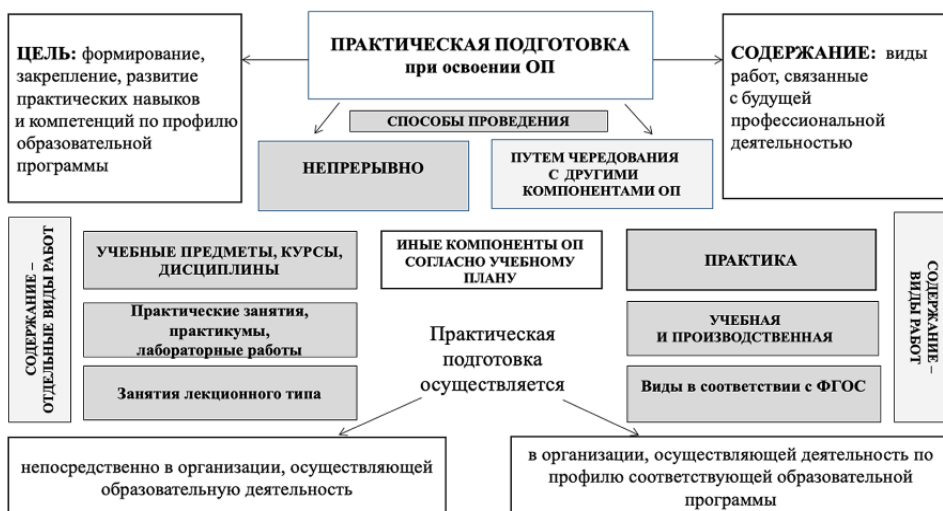 ЦЕЛЬ: формирование,
закрепление, развитие
практических навыков
и компетенций по профилю
образовательной
программы
ПРАКТИЧЕСКАЯ ПОДГОТОВКА
при освоении ОП
СОДЕРЖАНИЕ: виды
работ, связанные
с будущей
профессиональной
деятельностью
СПОСОБЫ ПРОВЕДЕНИЯ
НЕПРЕРЫВНО
ПУТЕМ ЧЕРЕДОВАНИЯ
С ДРУГИМИ
КОМПОНЕНТАМИ ОП
СОДЕРЖАНИЕ –
ОТДЕЛЬНЫЕ ВИДЫ РАБОТ
УЧЕБНЫЕ ПРЕДМЕТЫ, КУРСЫ,
ДИСЦИПЛИНЫ
Практические занятия,
практикумы,
лабораторные работы
Занятия лекционного типа
ИНЫЕ КОМПОНЕНТЫ ОП
СОГЛАСНО УЧЕБНОМУ
ПЛАНУ
ПРАКТИКА
УЧЕБНАЯ
И ПРОИЗВОДСТВЕННАЯ
Виды в соответствии с ФГОС
СОДЕРЖАНИЕ –
ВИДЫ РАБОТ
Практическая
подготовка
осуществляется
непосредственно в организации, осуществляющей
образовательную деятельность
в организации, осуществляющей деятельность по
профилю соответствующей образовательной
программы